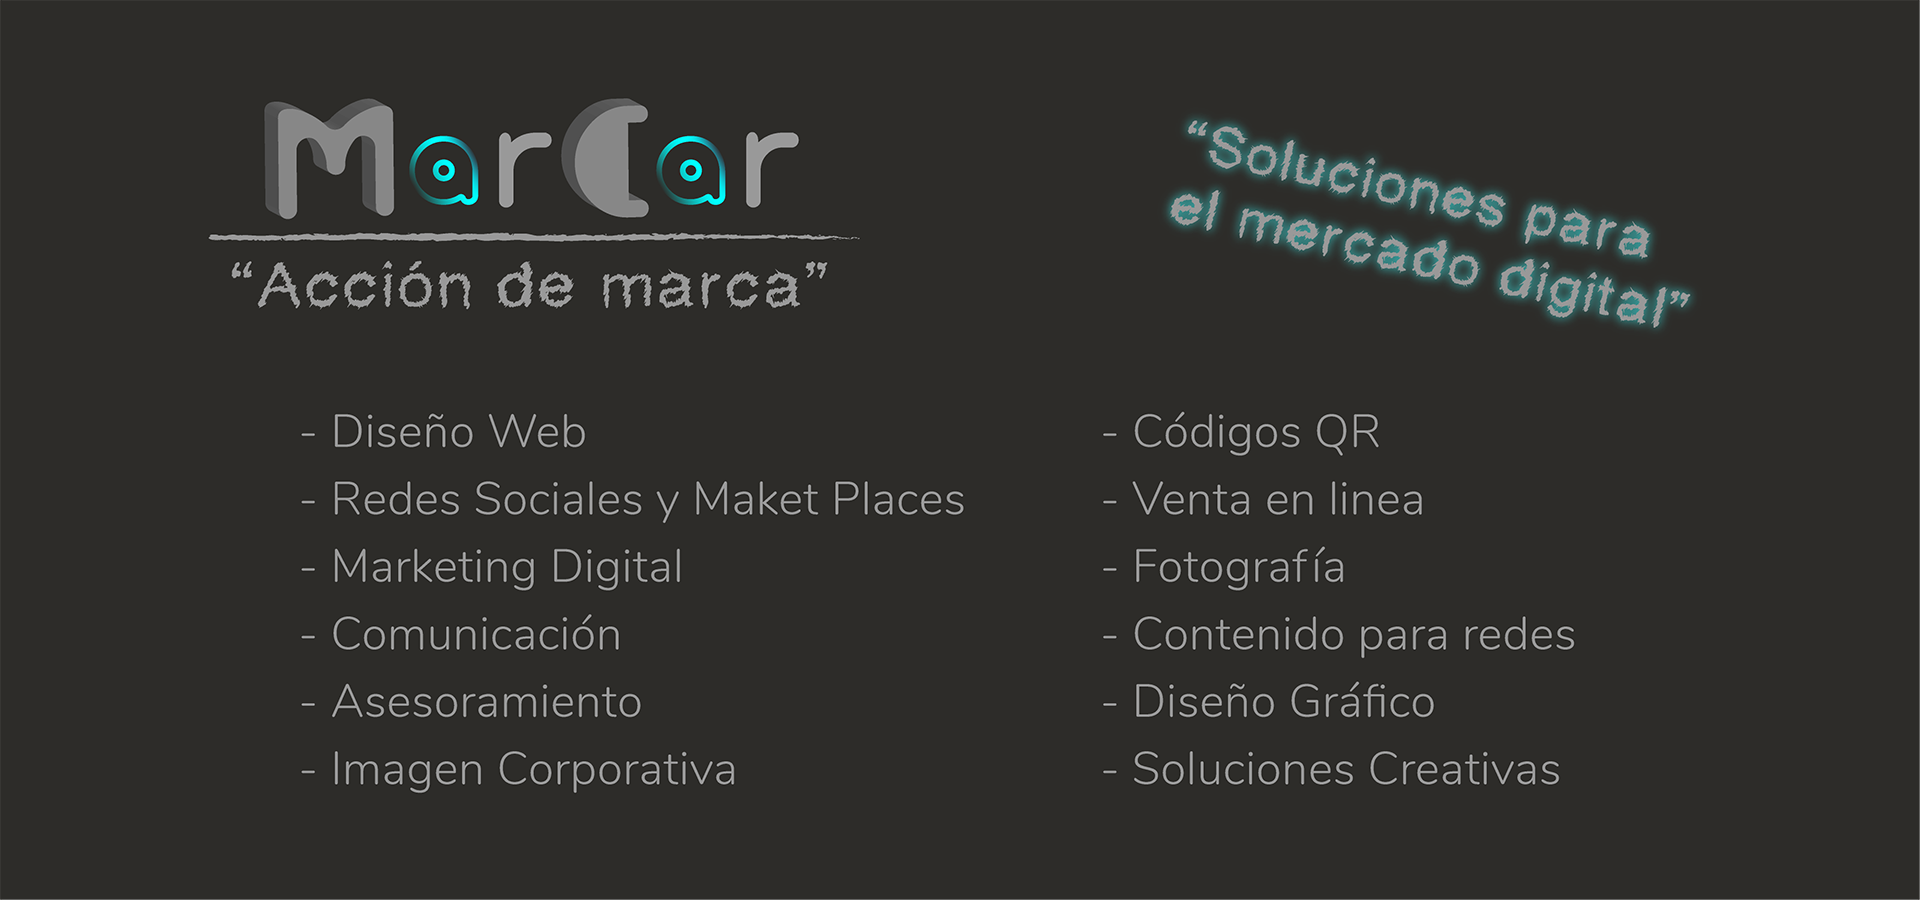 MarCar
“Acción de marca”
“Soluciones para
el mercado digital”
- Diseño Web
- Redes Sociales y Maket Places
- Marketing Digital
- Comunicación
- Asesoramiento
- Imagen Corporativa
- Códigos QR
- Venta en linea
- Fotografía
- Contenido para redes
- Diseño Gráfico
- Soluciones Creativas